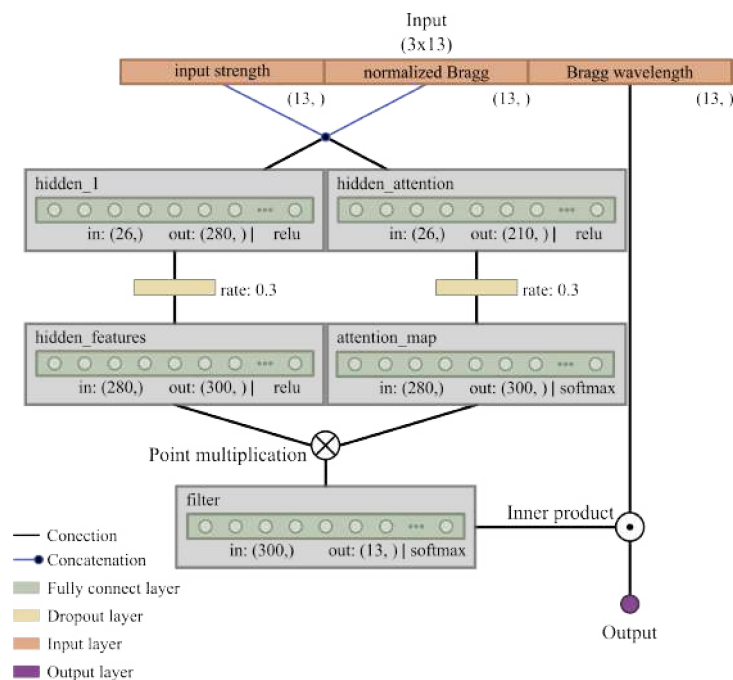 Input
(3x13)
input strength normalized Bragg Bragg wavelength
(13, ) (13, ) (13, )
hidden_1 hidden_attention
in: (26,) out: (280, ) | relu in: (26,) out: (210, ) | relu
rate: 0.3 rate: 0.3
hidden_features attention_map
in: (280,) out: (300, ) | relu in: (280,) out: (300, ) | softmax
Point multiplication
filter
in: (300,) out: (13, ) | softmax
Inner product
Output
Conection
Concatenation
Fully connect layer
Dropout layer
Input layer
Output layer